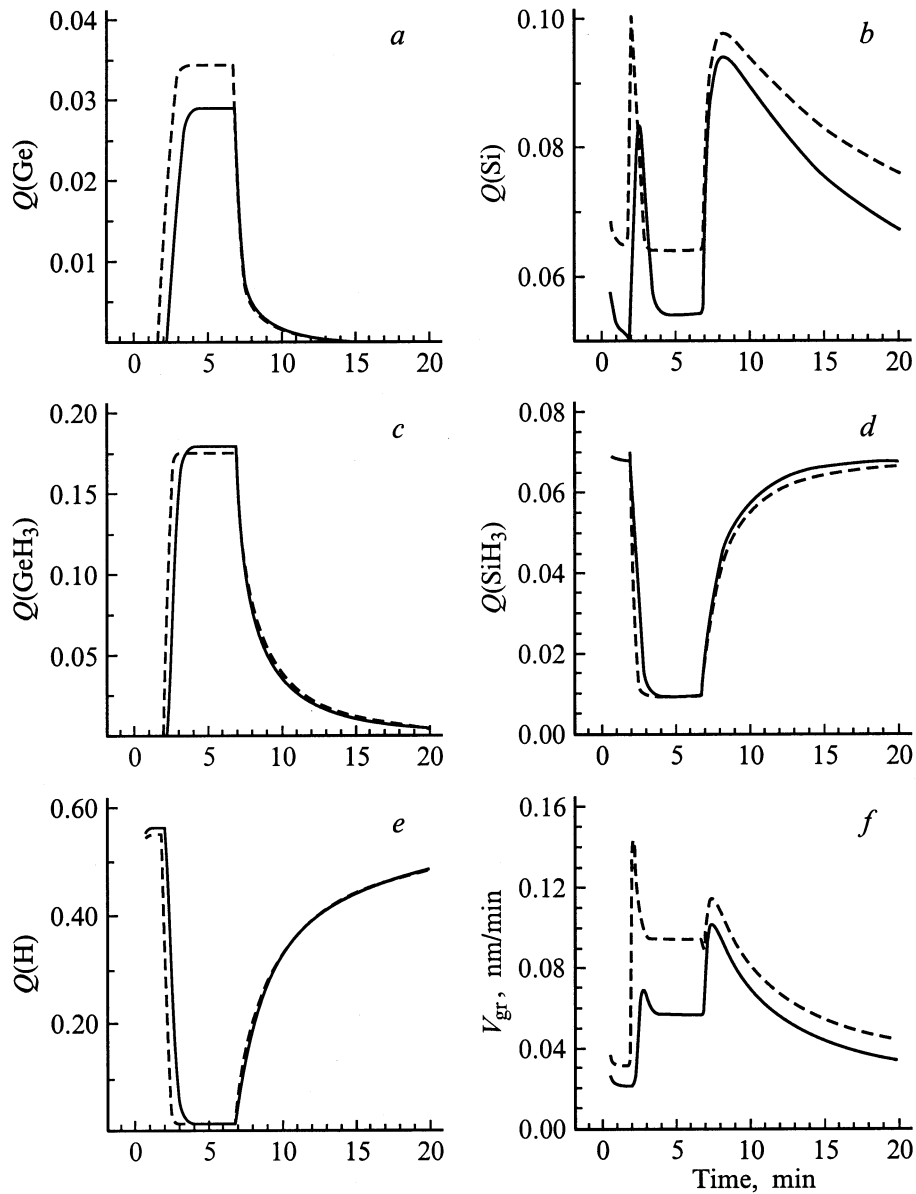 a
Q(Ge)
0.04
0.03
0.02
0.01
0 5 10 15 20
b
Q(Si)
0.10
0.08
0.06
0 5 10 15 20
c
Q(GeH3)
0.20
0.15
0.10
0.05
0 5 10 15 20
d
Q(SiH3)
0.08
0.06
0.04
0.02
0.00
0 5 10 15 20
e
Q(H)
0.60
0.40
0.20
0 5 10 15 20
f
Vgr, nm/min
0.16
0.12
0.08
0.04
0.00
0 5 10 15 20
Time, min